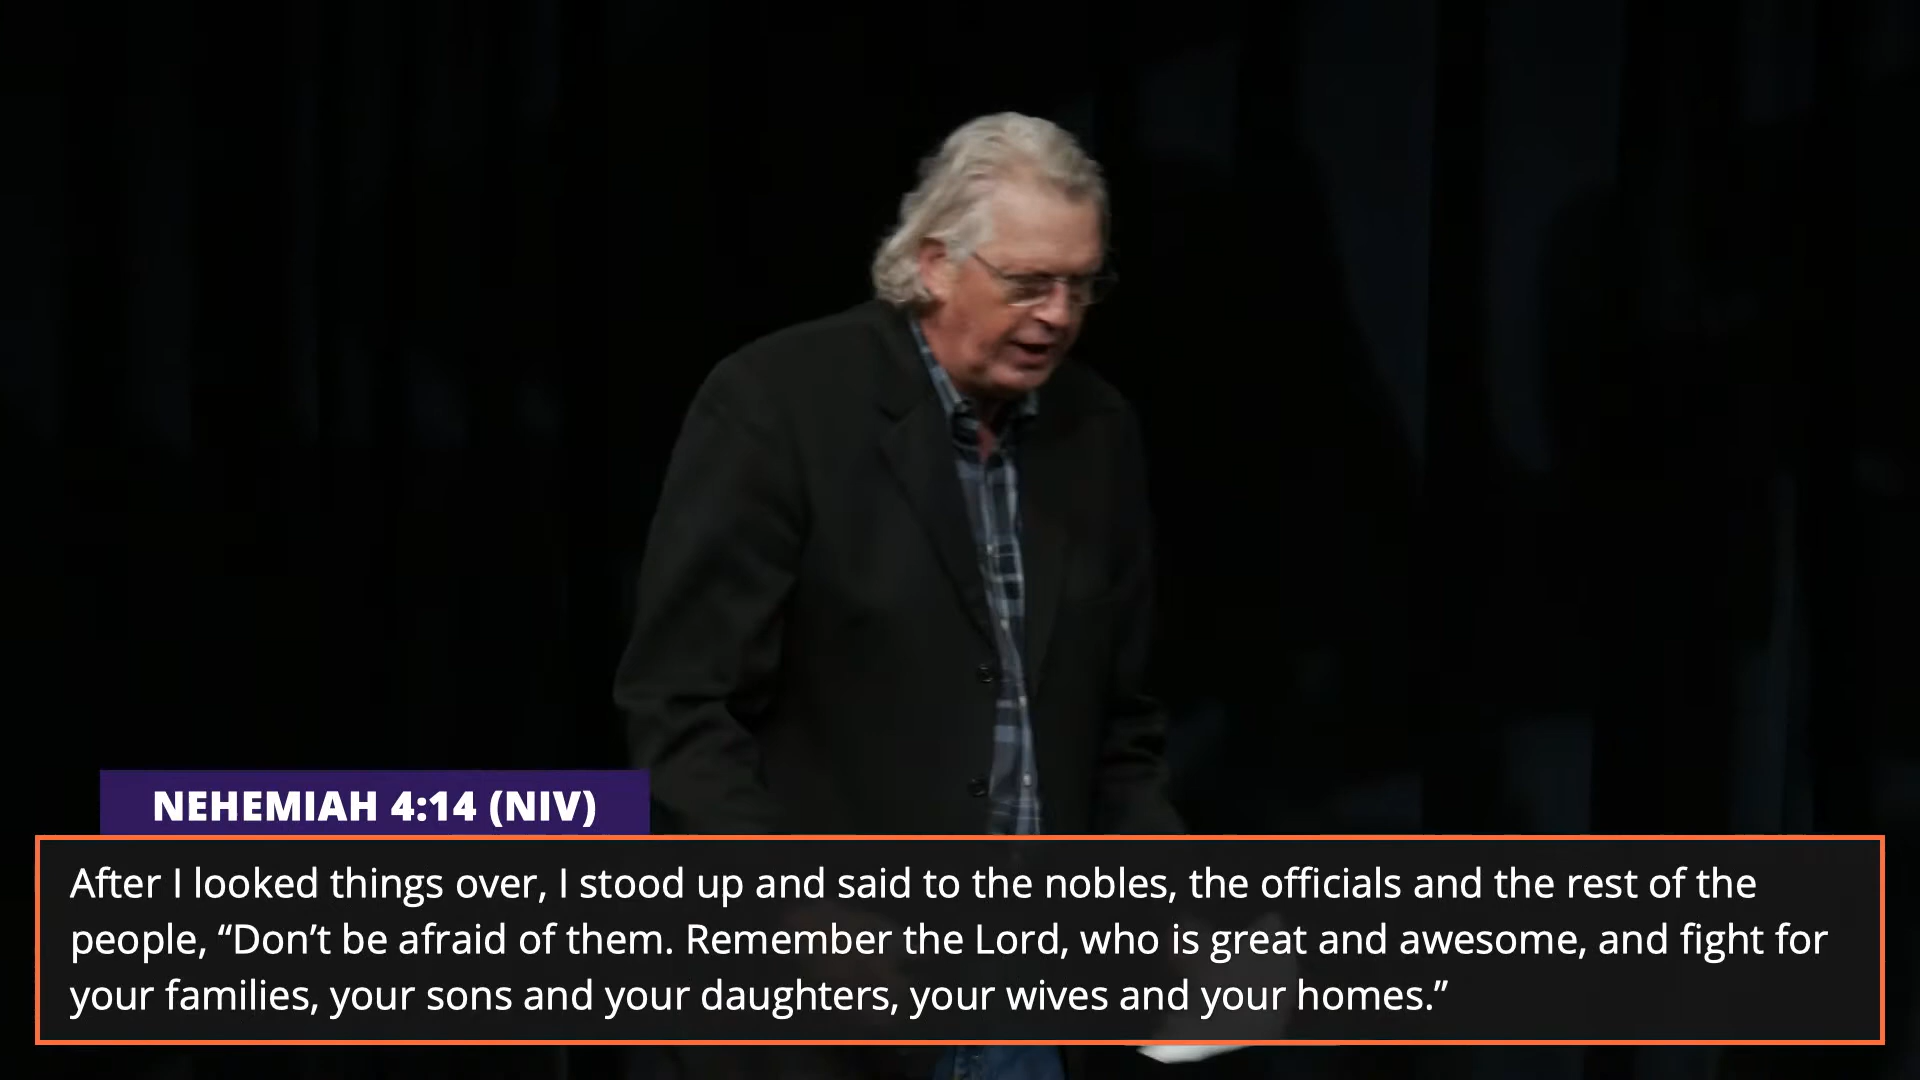 NEHEMIAH 4:14 (NIV)
After I looked things over, I stood up and said to the nobles, the officials and the rest of the
people, “Don’t be afraid of them. Remember the Lord, who is great and awesome, and fight for
your families, your sons and your daughters, your wives and your homes.”